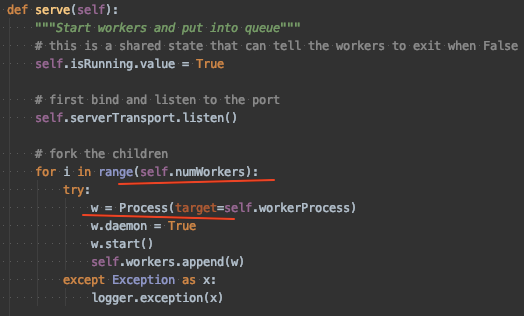 def serve(self):
    """Start workers and put into queue"""
    # this is a shared state that can tell the workers to exit when False
    self.isRunning.value = True

    # first bind and listen to the port
    self.serverTransport.listen()

    # fork the children
    for i in range(self.numWorkers):
        try:
            w = Process(target=self.workerProcess)
            w.daemon = True
            w.start()
            self.workers.append(w)
        except Exception as x:
            logger.exception(x)